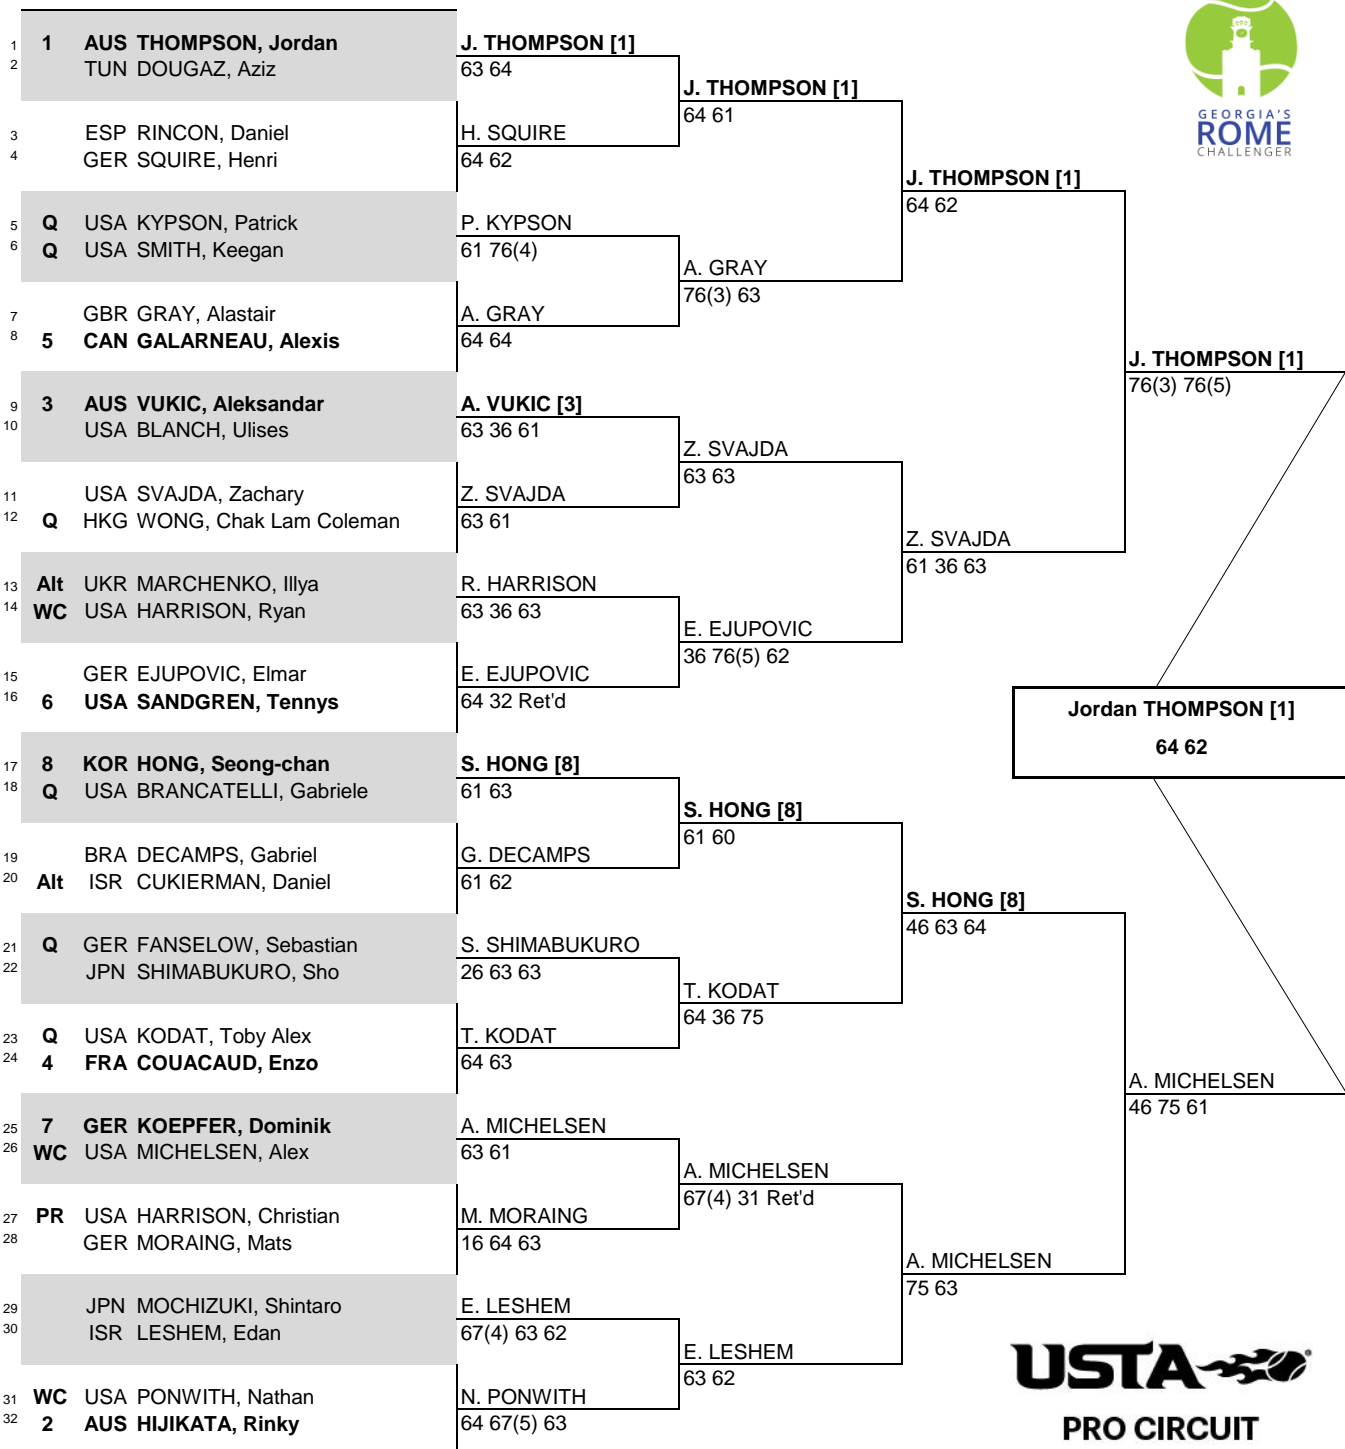 1 1 AUS THOMPSON, Jordan
2 TUN DOUGAZ, Aziz
3 ESP RINCON, Daniel
4 GER SQUIRE, Henri
5 Q USA KYPSON, Patrick
6 Q USA SMITH, Keegan
7 GBR GRAY, Alastair
8 5 CAN GALARNEAU, Alexis
9 3 AUS VUKIC, Aleksandar
10 USA BLANCH, Ulises
11 USA SVAJDA, Zachary
12 Q HKG WONG, Chak Lam Coleman
13 Alt UKR MARCHENKO, Illya
14 WC USA HARRISON, Ryan
15 GER EJUPOVIC, Elmar
16 6 USA SANDGREN, Tennys
17 8 KOR HONG, Seong-chan
18 Q USA BRANCATELLI, Gabriele
19 BRA DECAMPS, Gabriel
20 Alt ISR CUKIERMAN, Daniel
21 Q GER FANSELOW, Sebastian
22 JPN SHIMABUKURO, Sho
23 Q USA KODAT, Toby Alex
24 4 FRA COUACAUD, Enzo
25 7 GER KOEPFER, Dominik
26 WC USA MICHELSEN, Alex
27 PR USA HARRISON, Christian
28 GER MORAING, Mats
29 JPN MOCHIZUKI, Shintaro
30 ISR LESHEM, Edan
31 WC USA PONWITH, Nathan
32 2 AUS HIJIKATA, Rinky
J. THOMPSON [1]
63 64
H. SQUIRE
64 62
P. KYPSON
61 76(4)
A. GRAY
64 64
A. VUKIC [3]
63 36 61
Z. SVAJDA
63 61
R. HARRISON
63 36 63
E. EJUPOVIC
64 32 Ret'd
S. HONG [8]
61 63
G. DECAMPS
61 62
S. SHIMABUKURO
26 63 63
T. KODAT
64 63
A. MICHELSEN
63 61
M. MORAING
16 64 63
E. LESHEM
67(4) 63 62
N. PONWITH
64 67(5) 63
J. THOMPSON [1]
64 61
A. GRAY
76(3) 63
Z. SVAJDA
63 63
E. EJUPOVIC
36 76(5) 62
S. HONG [8]
61 60
T. KODAT
64 36 75
A. MICHELSEN
67(4) 31 Ret'd
E. LESHEM
63 62
J. THOMPSON [1]
64 62
Z. SVAJDA
61 36 63
S. HONG [8]
46 63 64
A. MICHELSEN
75 63
J. THOMPSON [1]
76(3) 76(5)
A. MICHELSEN
46 75 61
Jordan THOMPSON [1]
64 62
GEORGIA'S
ROME
CHALLENGER
USTA
PRO CIRCUIT